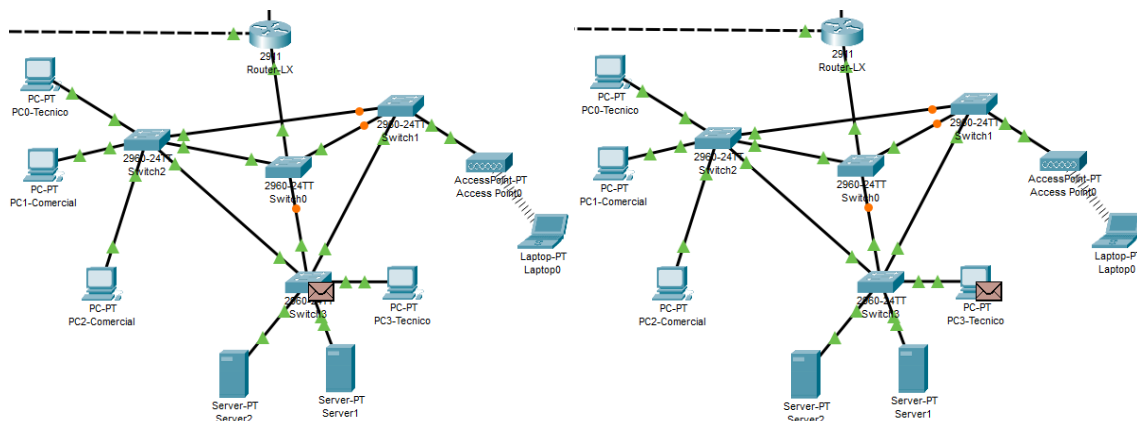 2911
Router-LX
PC-PT
PC0-Tecnico
2960-24TT
Switch1
2960-24TT
Switch2
PC-PT
PC1-Comercial
2960-24TT
Switch0
AccessPoint-PT
Access Point0
Laptop-PT
Laptop0
PC-PT
PC2-Comercial
2960-24TT
Switch3
PC-PT
PC3-Tecnico
Server-PT
Server2
Server-PT
Server1
2911
Router-LX
PC-PT
PC0-Tecnico
2960-24TT
Switch1
2960-24TT
Switch2
PC-PT
PC1-Comercial
2960-24TT
Switch0
AccessPoint-PT
Access Point0
Laptop-PT
Laptop0
PC-PT
PC2-Comercial
2960-24TT
Switch3
PC-PT
PC3-Tecnico
Server-PT
Server2
Server-PT
Server1